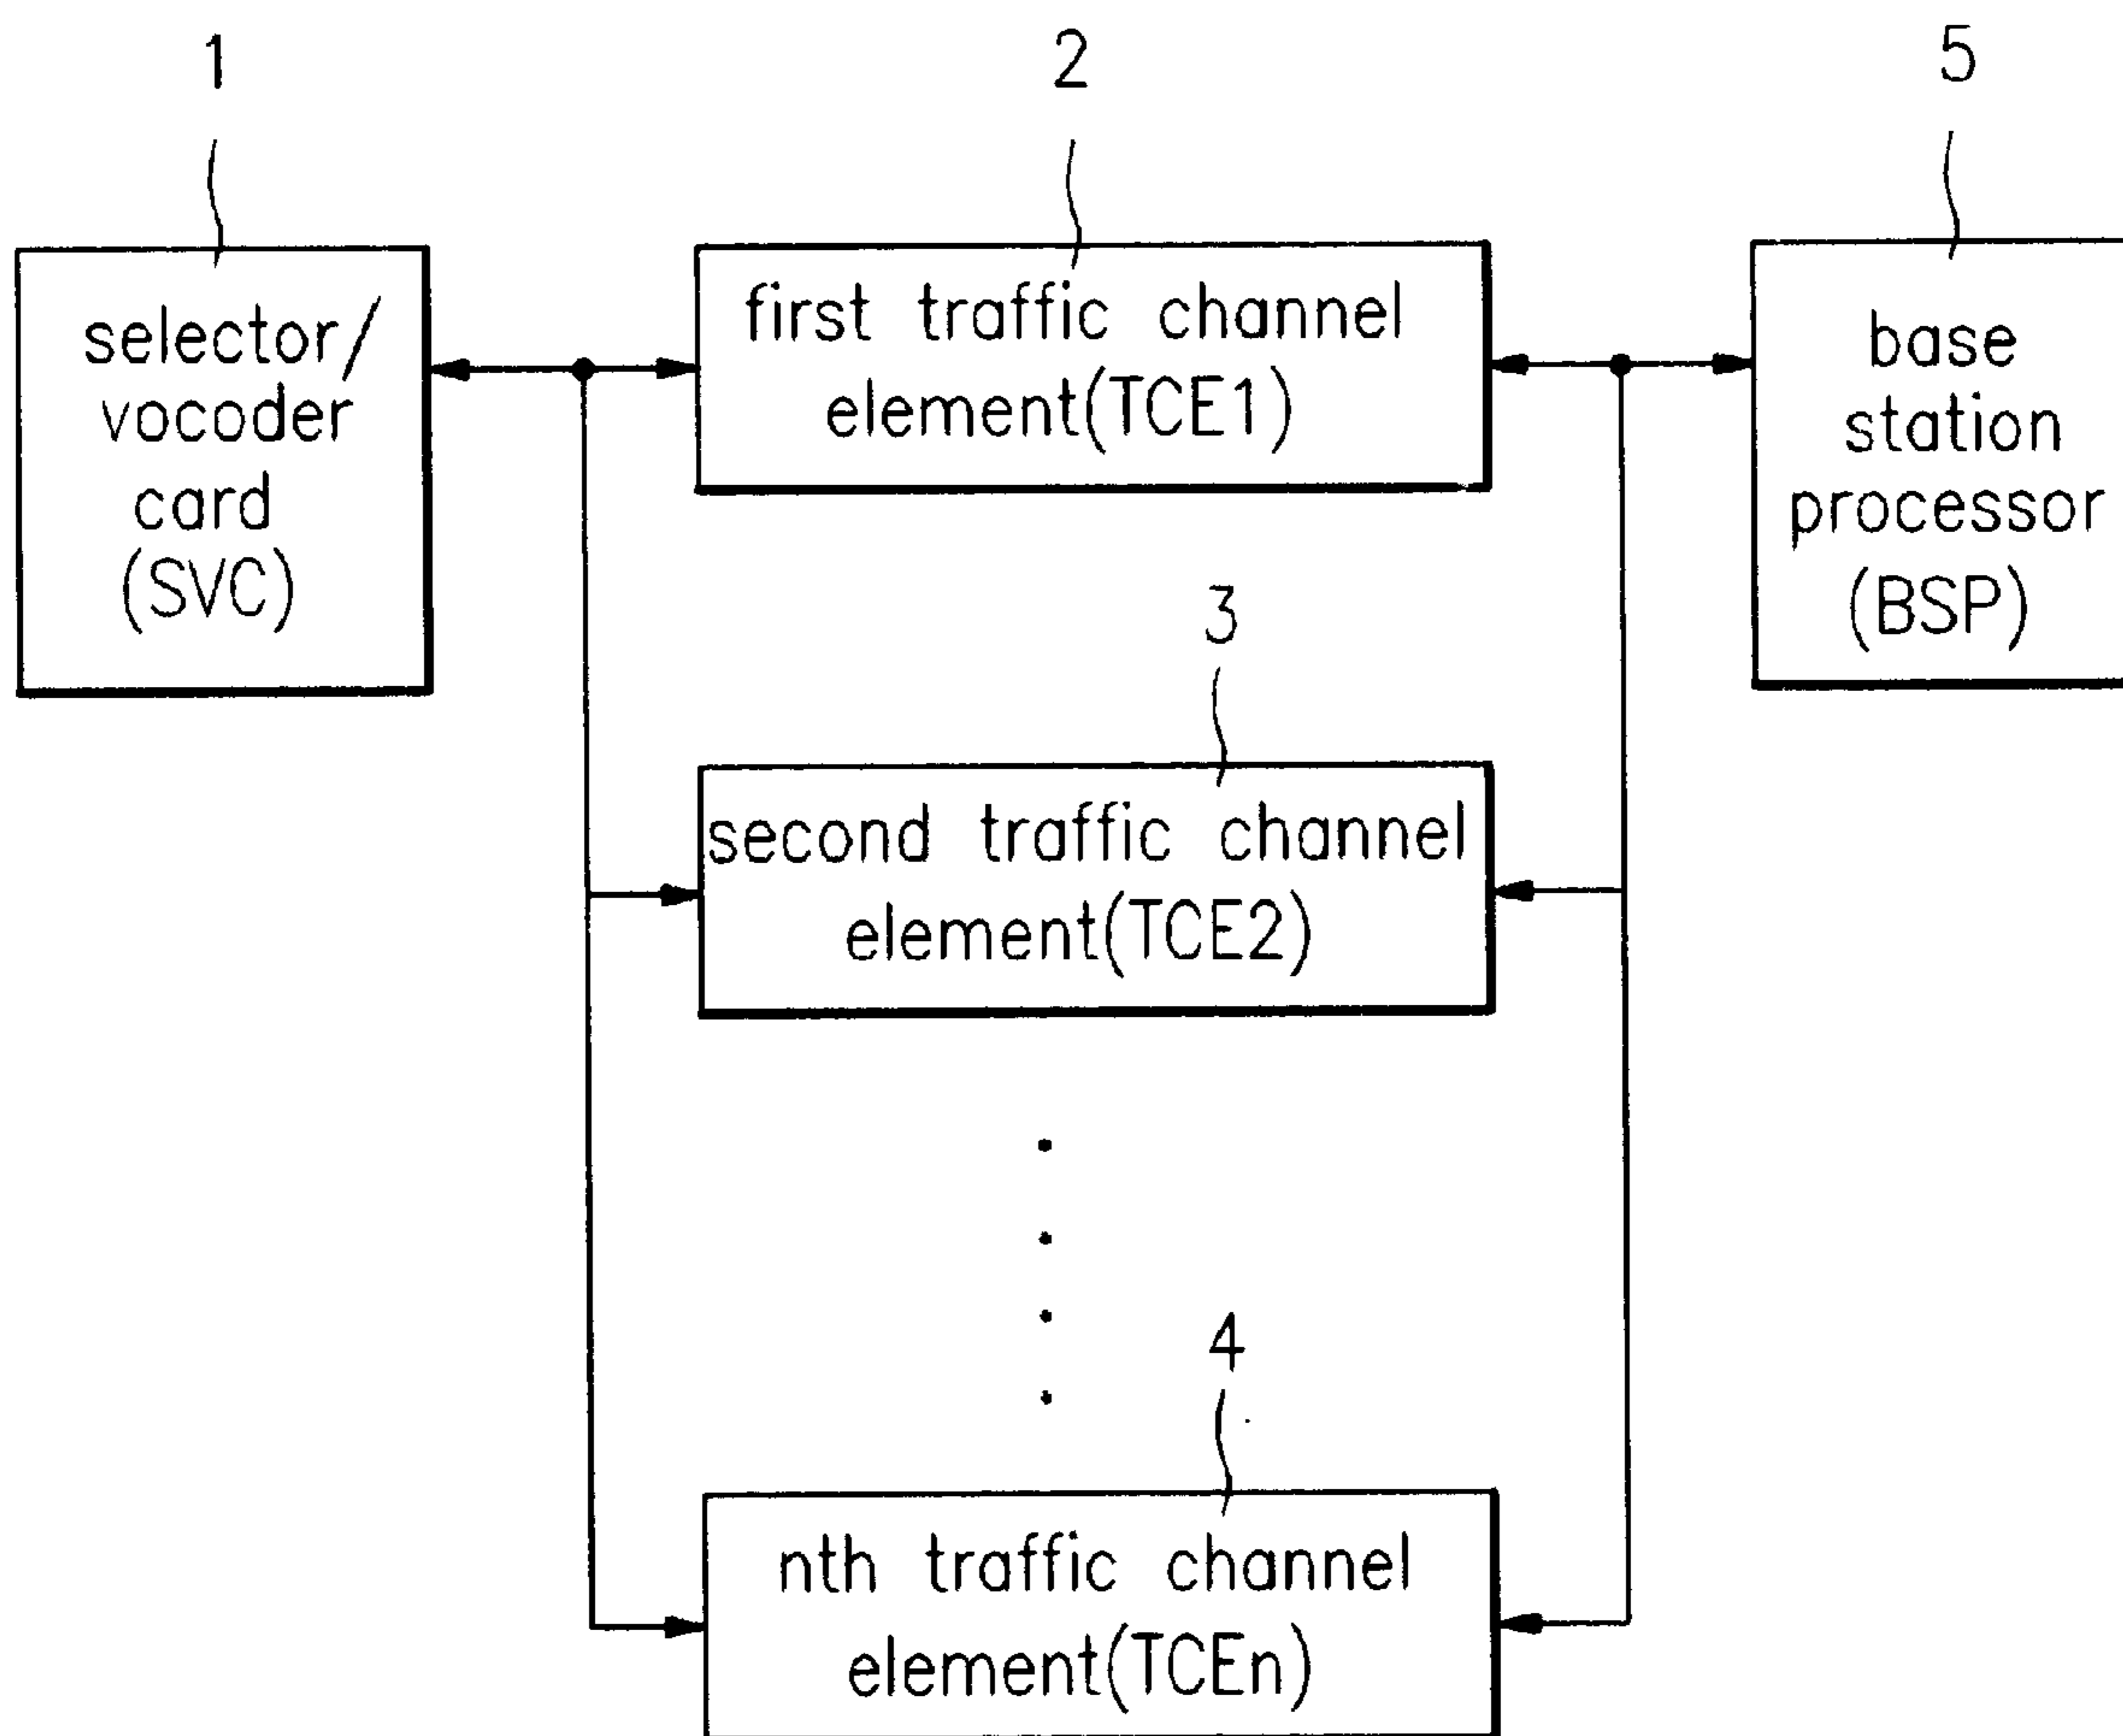 1
2
5
selector/
vocoder
card
(SVC)
first traffic channel
element(TCE1)
base
station
processor
(BSP)
3
second traffic channel
element(TCE2)
4
nth traffic channel
element(TCEn)